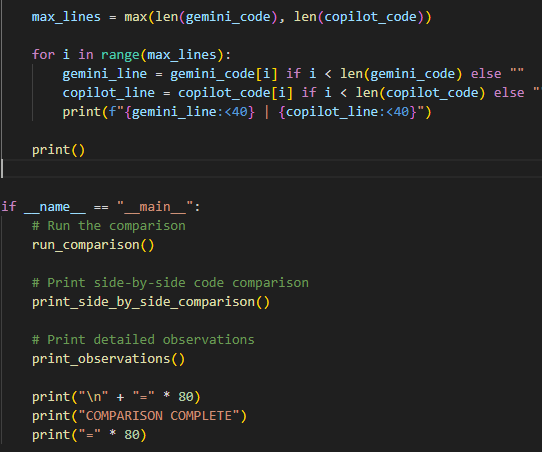 max_lines = max(len(gemini_code), len(copilot_code))

    for i in range(max_lines):
        gemini_line = gemini_code[i] if i < len(gemini_code) else ""
        copilot_line = copilot_code[i] if i < len(copilot_code) else "
        print(f"{gemini_line:<40} | {copilot_line:<40}")

    print()

if __name__ == "__main__":
    # Run the comparison
    run_comparison()

    # Print side-by-side code comparison
    print_side_by_side_comparison()

    # Print detailed observations
    print_observations()

    print("\n" + "=" * 80)
    print("COMPARISON COMPLETE")
    print("=" * 80)